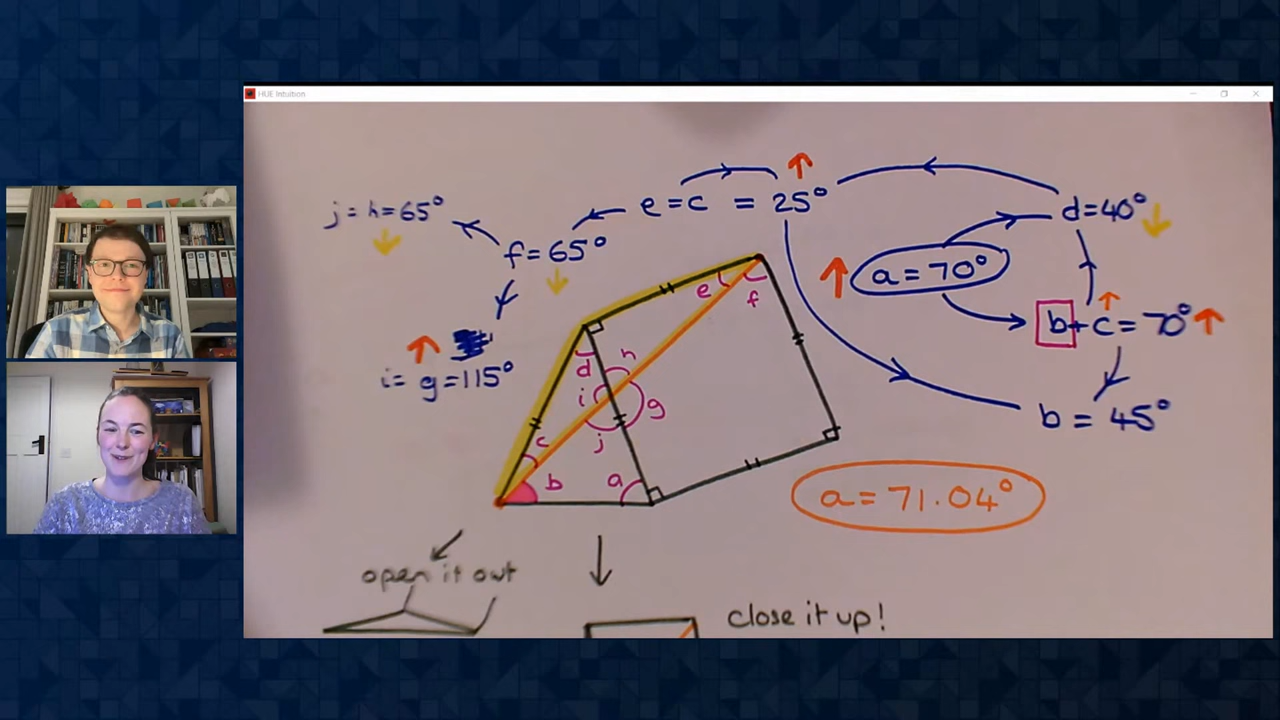 HUE Intuition
j = h = 65°
e = c = 25°
d = 40°
f = 65°
a = 70°
b + c = 70°
i = g = 115°
b = 45°
e
f
d
h
i
g
j
c
b
a
a = 71.04°
open it out
close it up!